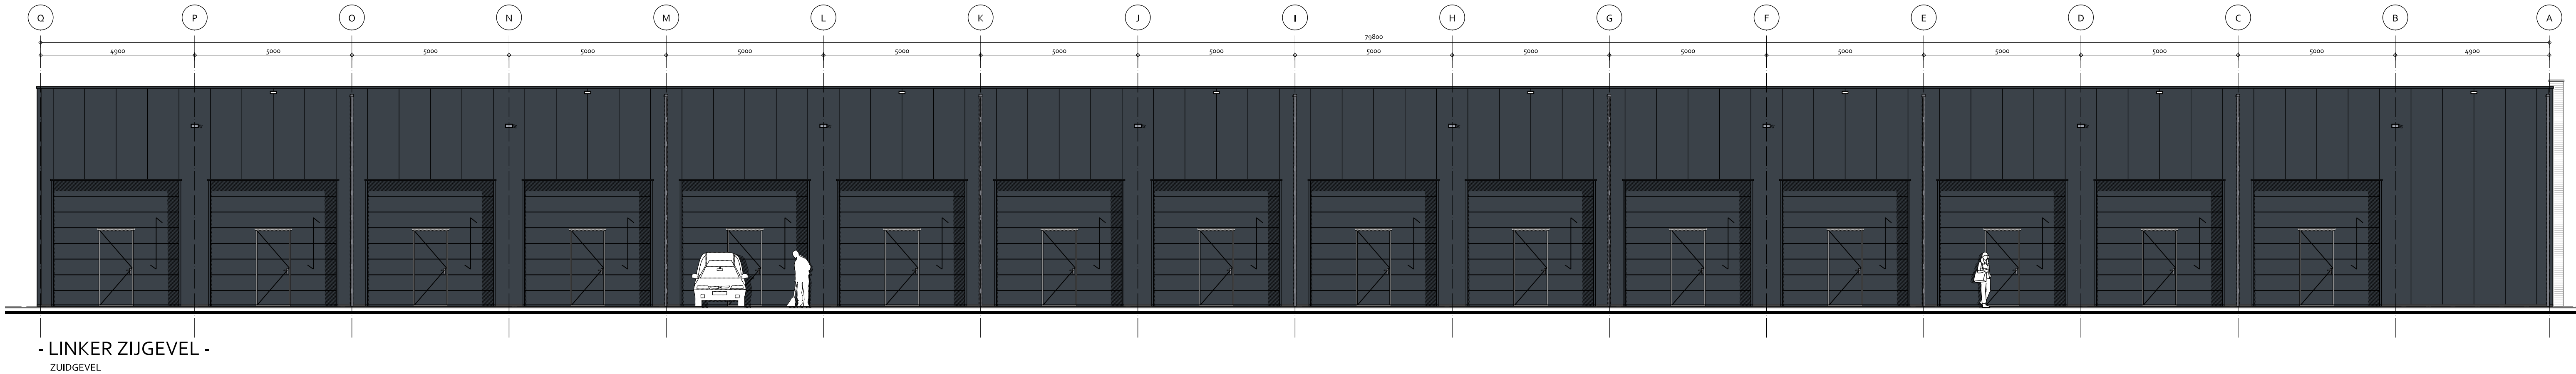 Q P O N M L K J I H G F E D C B A
79800
4900 5000 5000 5000 5000 5000 5000 5000 5000 5000 5000 5000 5000 5000 5000 4900
- LINKER ZIJGEVEL -
ZUIDGEVEL